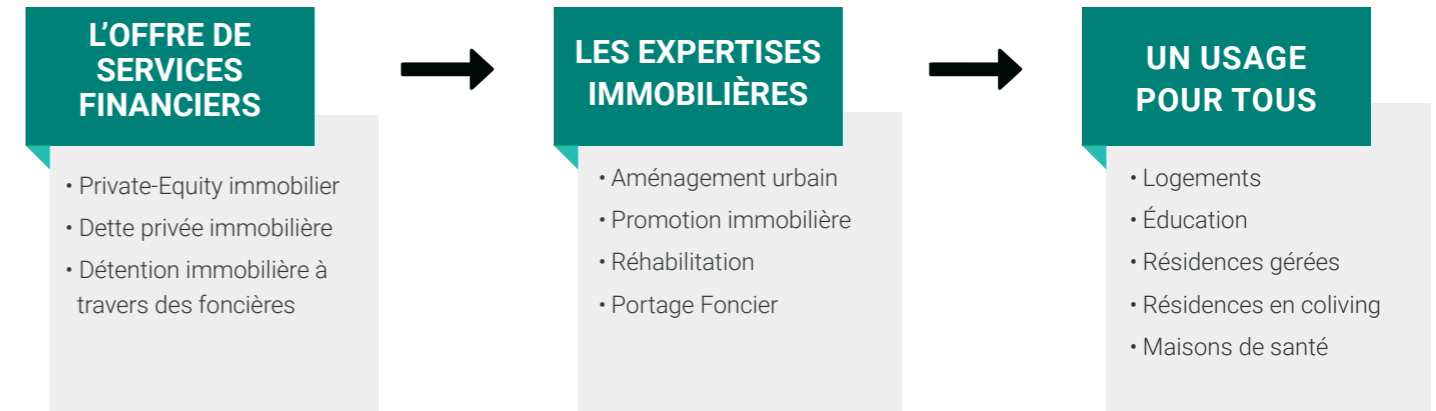 L’OFFRE DE
SERVICES
FINANCIERS
• Private-Equity immobilier
• Dette privée immobilière
• Détention immobilière à
travers des foncières
LES EXPERTISES
IMMOBILIÈRES
• Aménagement urbain
• Promotion immobilière
• Réhabilitation
• Portage Foncier
UN USAGE
POUR TOUS
• Logements
• Éducation
• Résidences gérées
• Résidences en coliving
• Maisons de santé